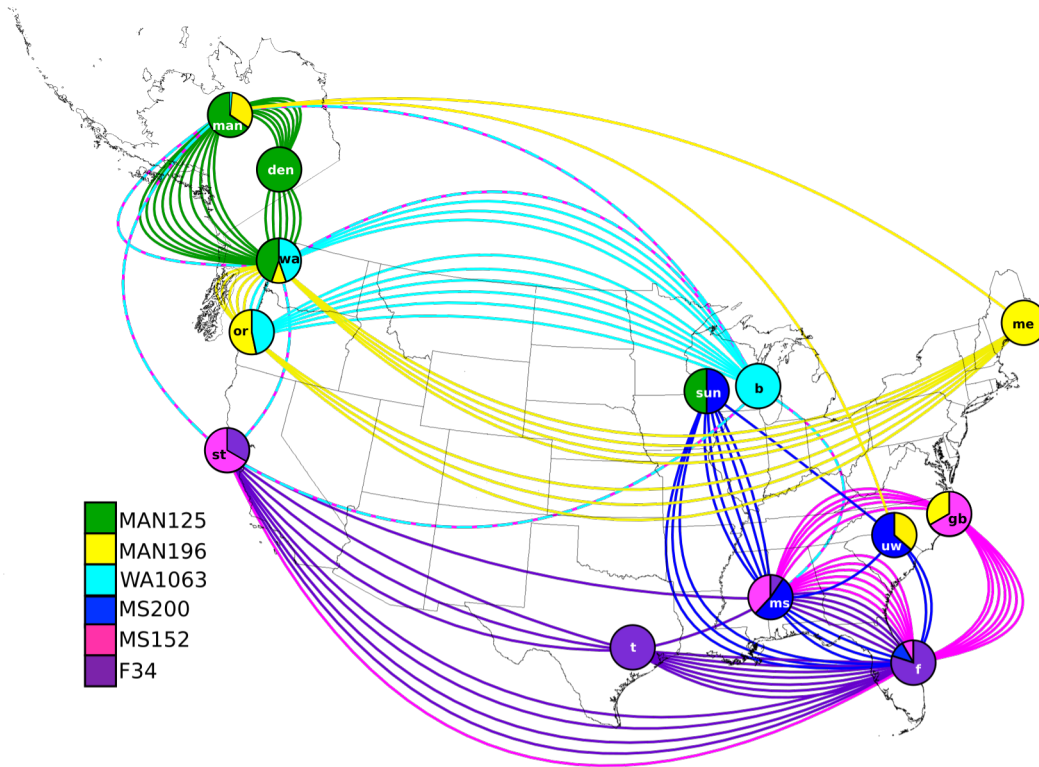 man
den
wa
or
me
sun
b
st
gb
uw
ms
t
f
MAN125
MAN196
WA1063
MS200
MS152
F34